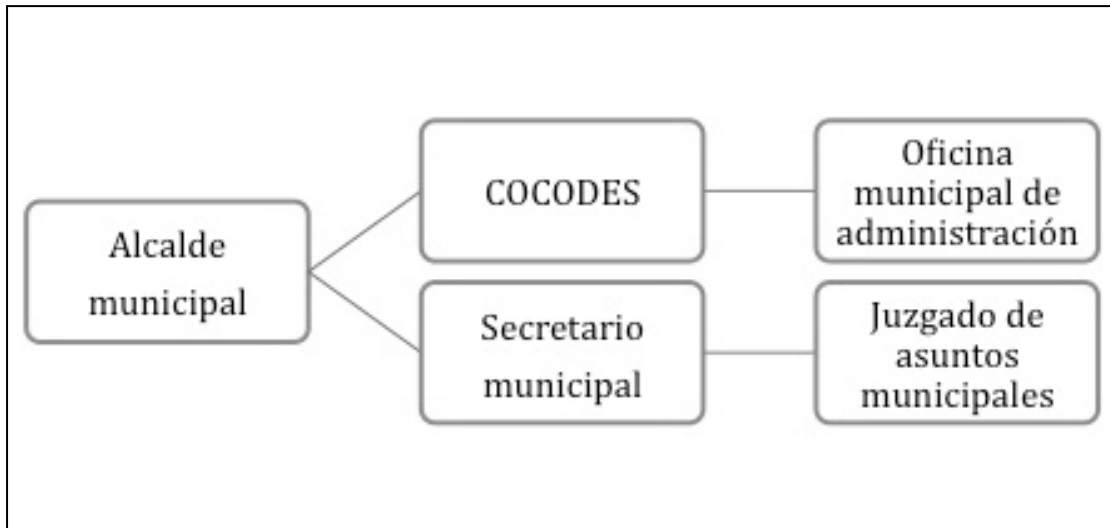 Alcalde
municipal
COCODES
Secretario
municipal
Oficina
municipal de
administración
Juzgado de
asuntos
municipales